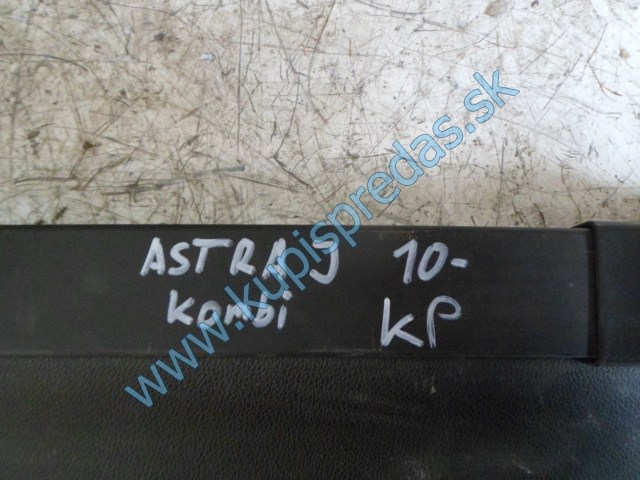 ASTRA J 10-
Kombi KP
www.kupispredas.sk